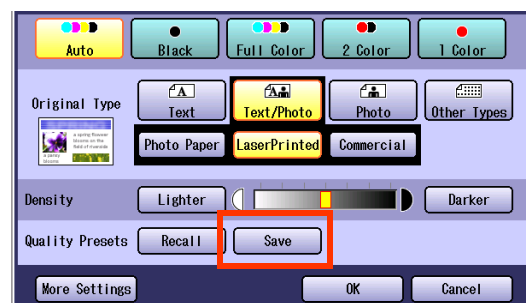 Auto Black Full Color 2 Color 1 Color
Original Type
A Text
A Text/Photo
Photo
Other Types
a spring flower
blooms on the
field of riverside
a pansy
blooms
Photo Paper LaserPrinted Commercial
Density Lighter Darker
Quality Presets Recall Save
More Settings OK Cancel